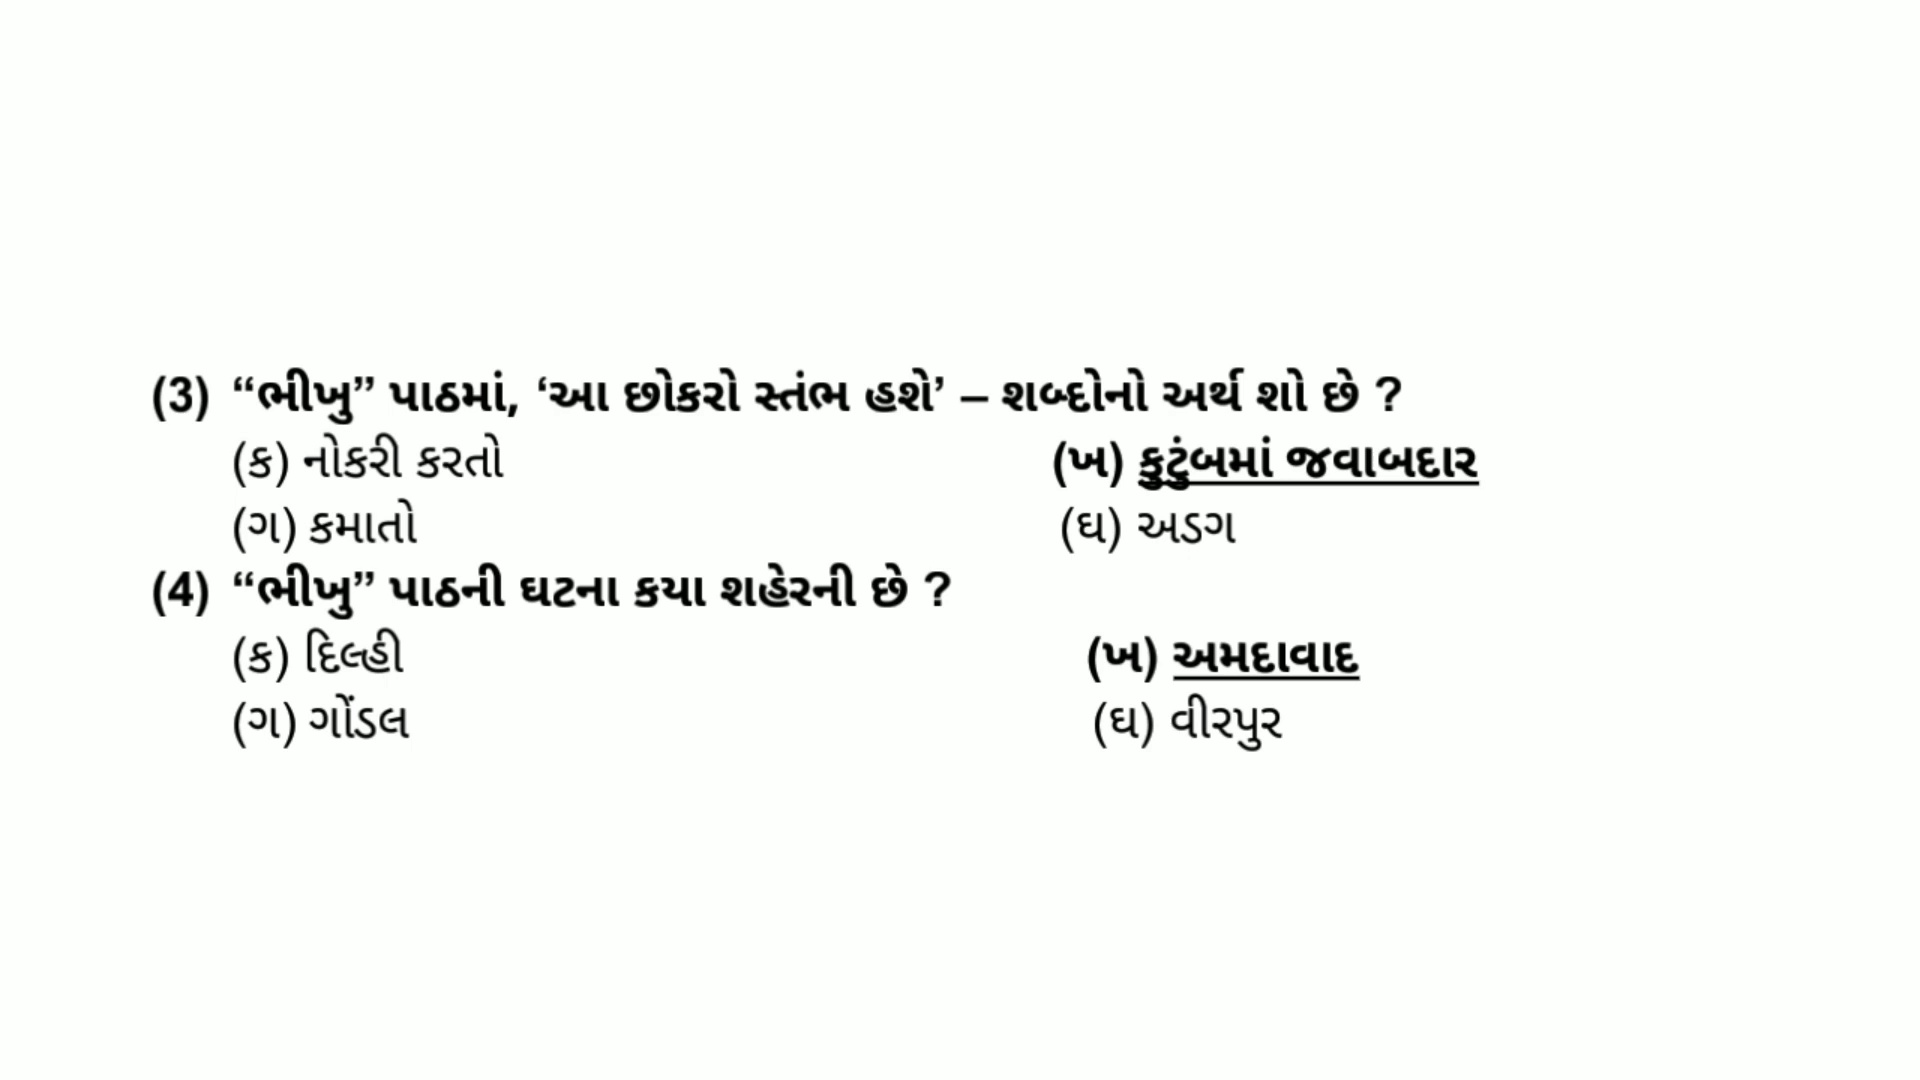 (3) “ભીખુ” પાઠમાં, ‘આ છોકરો સ્તંભ હશે’ – શબ્દોનો અર્થ શો છે ?
(ક) નોકરી કરતો (ખ) કુટુંબમાં જવાબદાર
(ગ) કમાતો (ઘ) અડગ
(4) “ભીખુ” પાઠની ઘટના કયા શહેરની છે ?
(ક) દિલ્હી (ખ) અમદાવાદ
(ગ) ગોંડલ (ઘ) વીરપુર